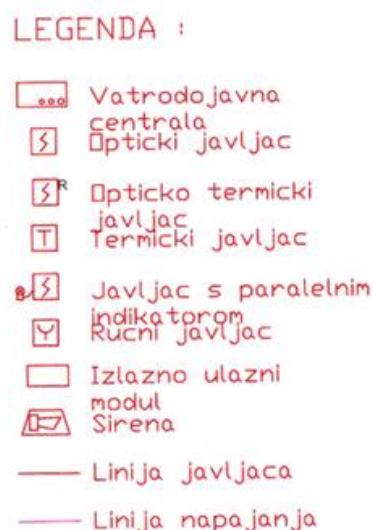 LEGENDA :
Vatrodojavna
centrala
Opticki javljac
R
Opticko termicki
javljac
T
Termicki javljac
Javljac s paralelnim
indikatorom
Rucni javljac
Izlazno ulazni
modul
Sirena
Linija javljaca
Linija napajanja